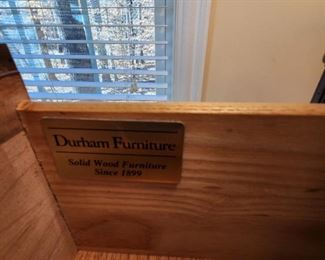 Durham Furniture
Solid Wood Furniture
Since 1899